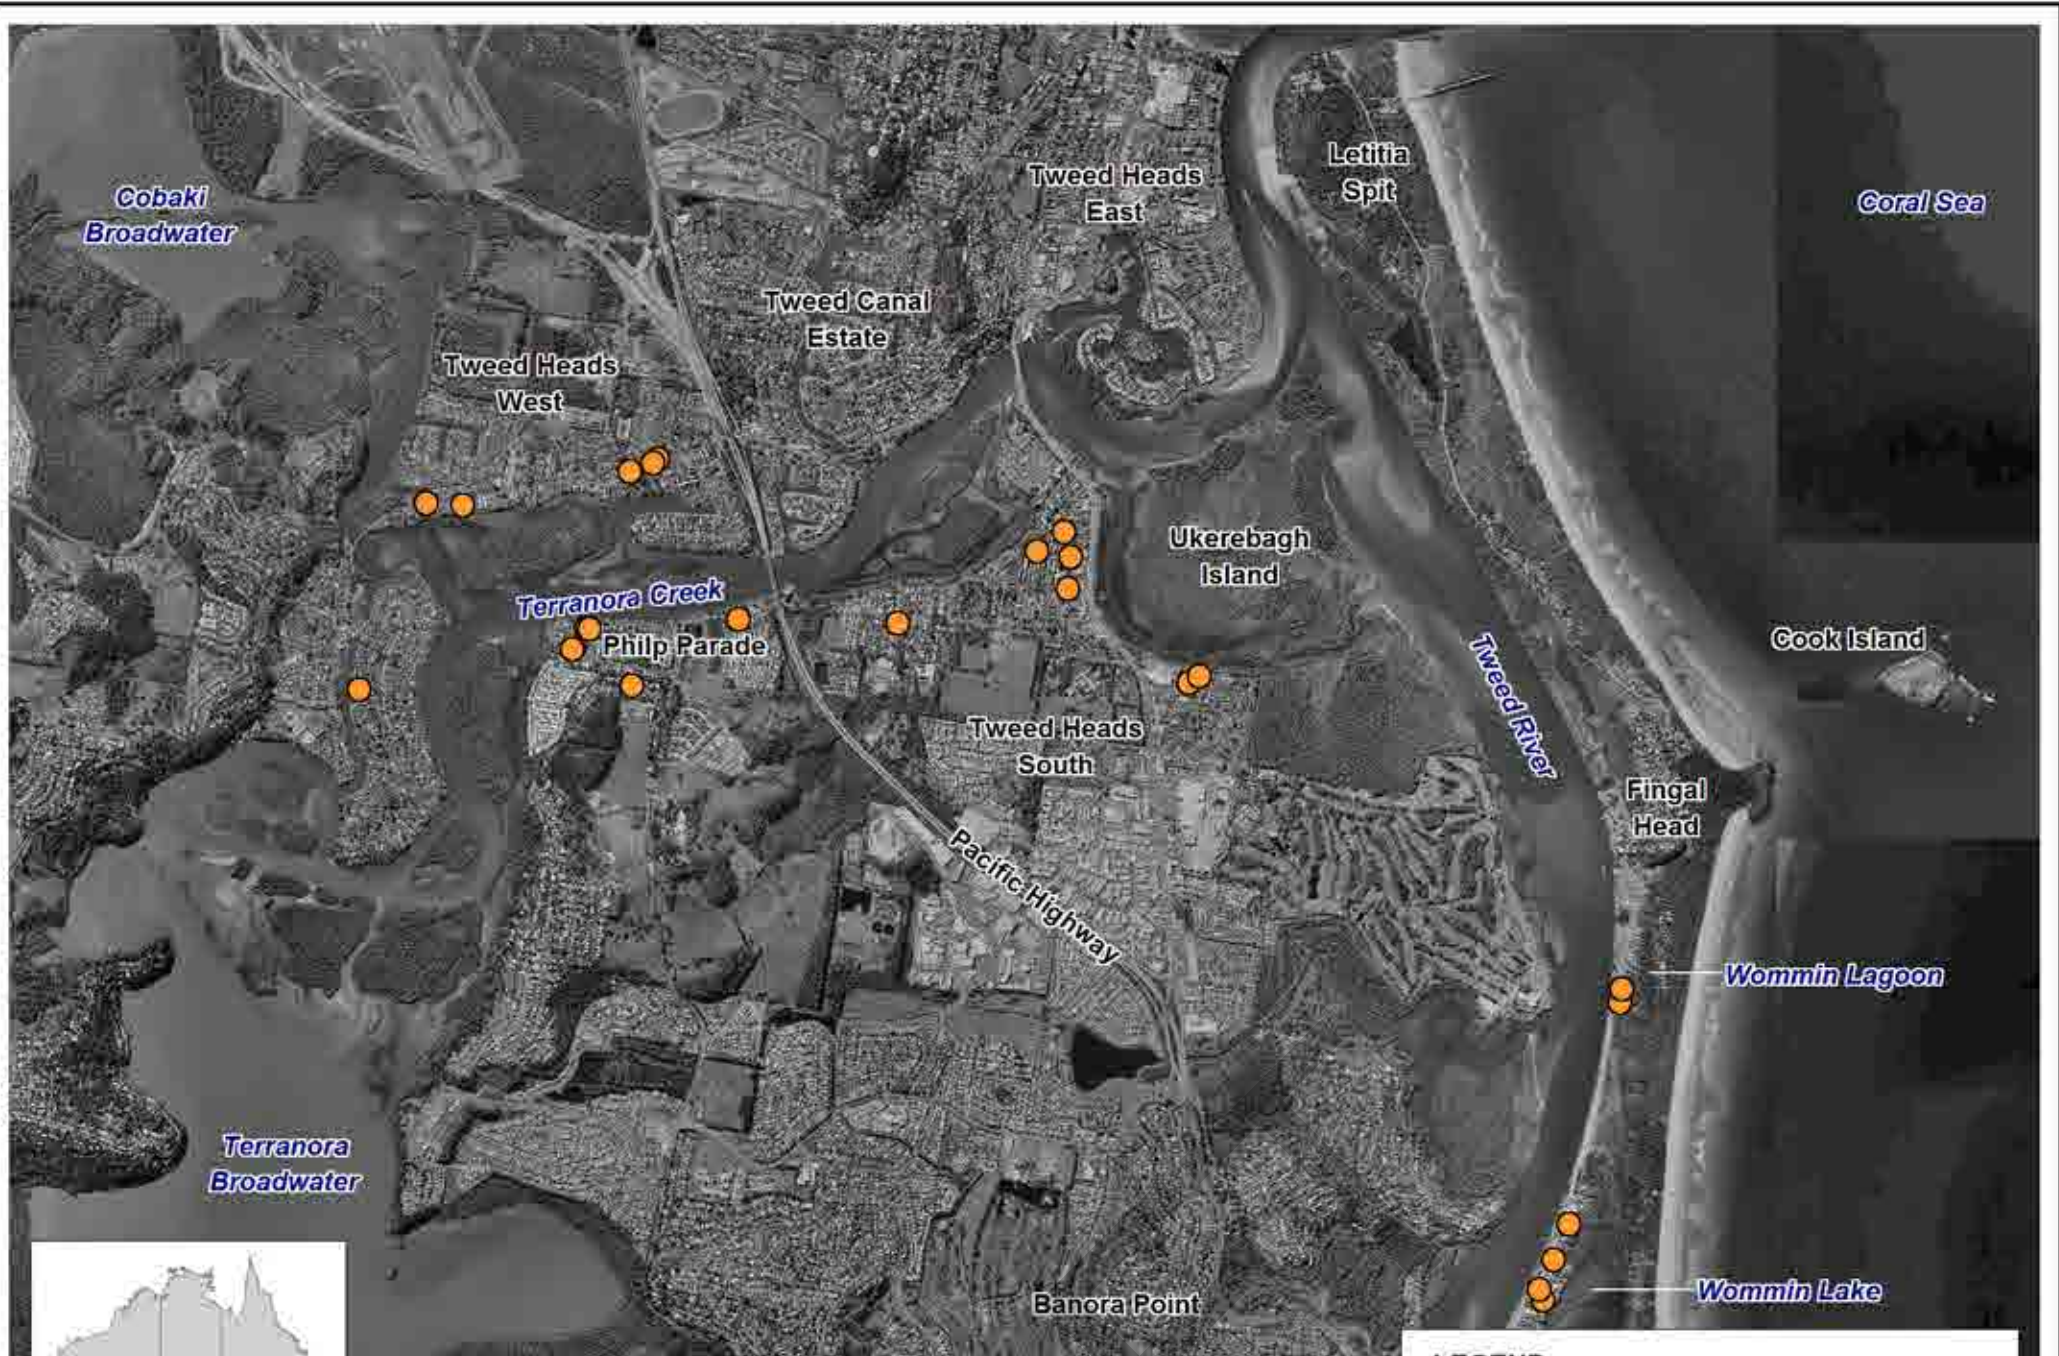 Letitia
Spit
Tweed Heads
East
Cobaki
Broadwater
Coral Sea
Tweed Canal
Estate
Tweed Heads
West
Ukerebagh
Island
Terranora Creek
Philp Parade
Cook Island
Tweed River
Tweed Heads
South
Fingal
Head
Pacific Highway
Wommin Lagoon
Terranora
Broadwater
Wommin Lake
Banora Point